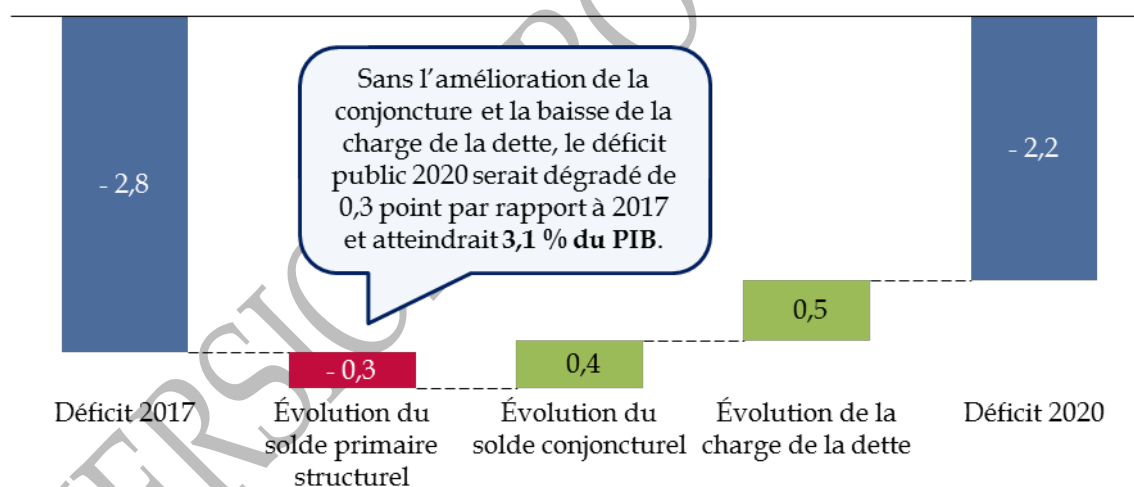 Sans l’amélioration de la
conjoncture et la baisse de la
charge de la dette, le déficit
public 2020 serait dégradé de
0,3 point par rapport à 2017
et atteindrait 3,1 % du PIB.
- 2,8
- 0,3
0,4
0,5
- 2,2
Déficit 2017
Évolution du
solde primaire
structurel
Évolution du
solde conjoncturel
Évolution de la
charge de la dette
Déficit 2020